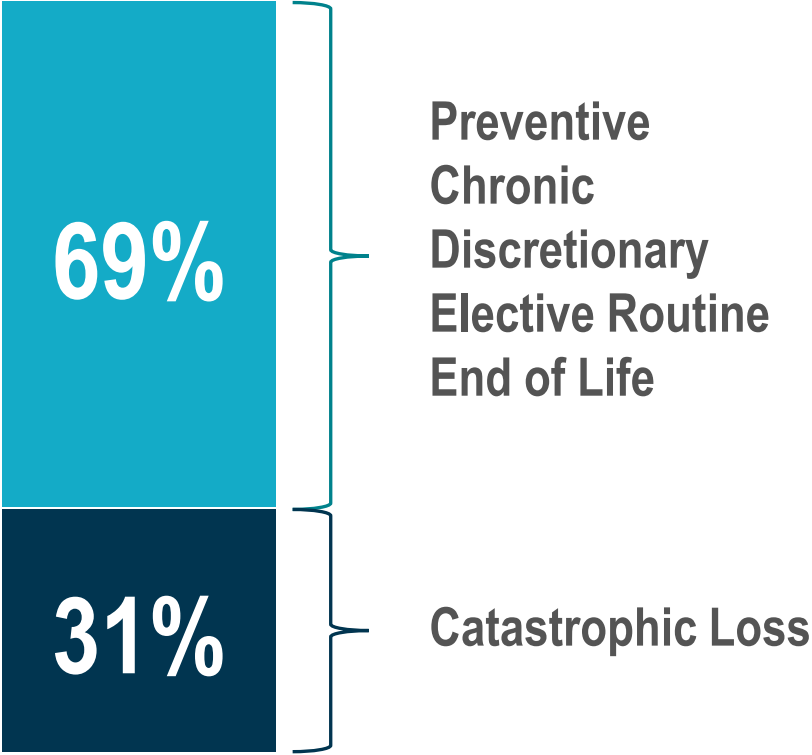 69%
Preventive
Chronic
Discretionary
Elective Routine
End of Life
31%
Catastrophic Loss